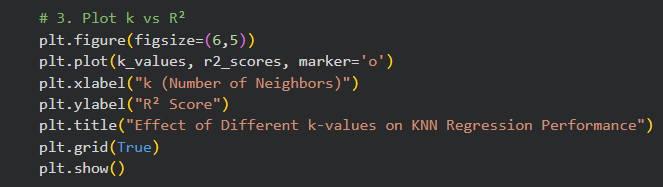 # 3. Plot k vs R²
plt.figure(figsize=(6,5))
plt.plot(k_values, r2_scores, marker='o')
plt.xlabel("k (Number of Neighbors)")
plt.ylabel("R² Score")
plt.title("Effect of Different k-values on KNN Regression Performance")
plt.grid(True)
plt.show()